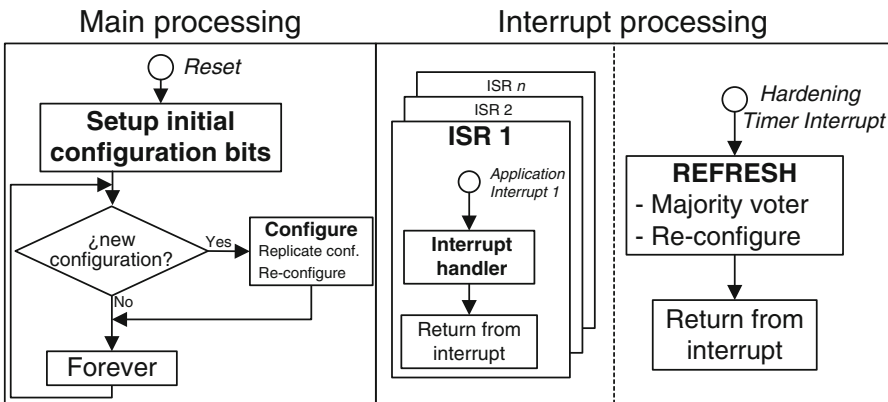 Main processing
Interrupt processing
Reset
Setup initial
configuration bits
¿new
configuration?
Yes
No
Configure
Replicate conf.
Re-configure
Forever
ISR n
ISR 2
ISR 1
Application
Interrupt 1
Interrupt
handler
Return from
interrupt
Hardening
Timer Interrupt
REFRESH
- Majority voter
- Re-configure
Return from
interrupt